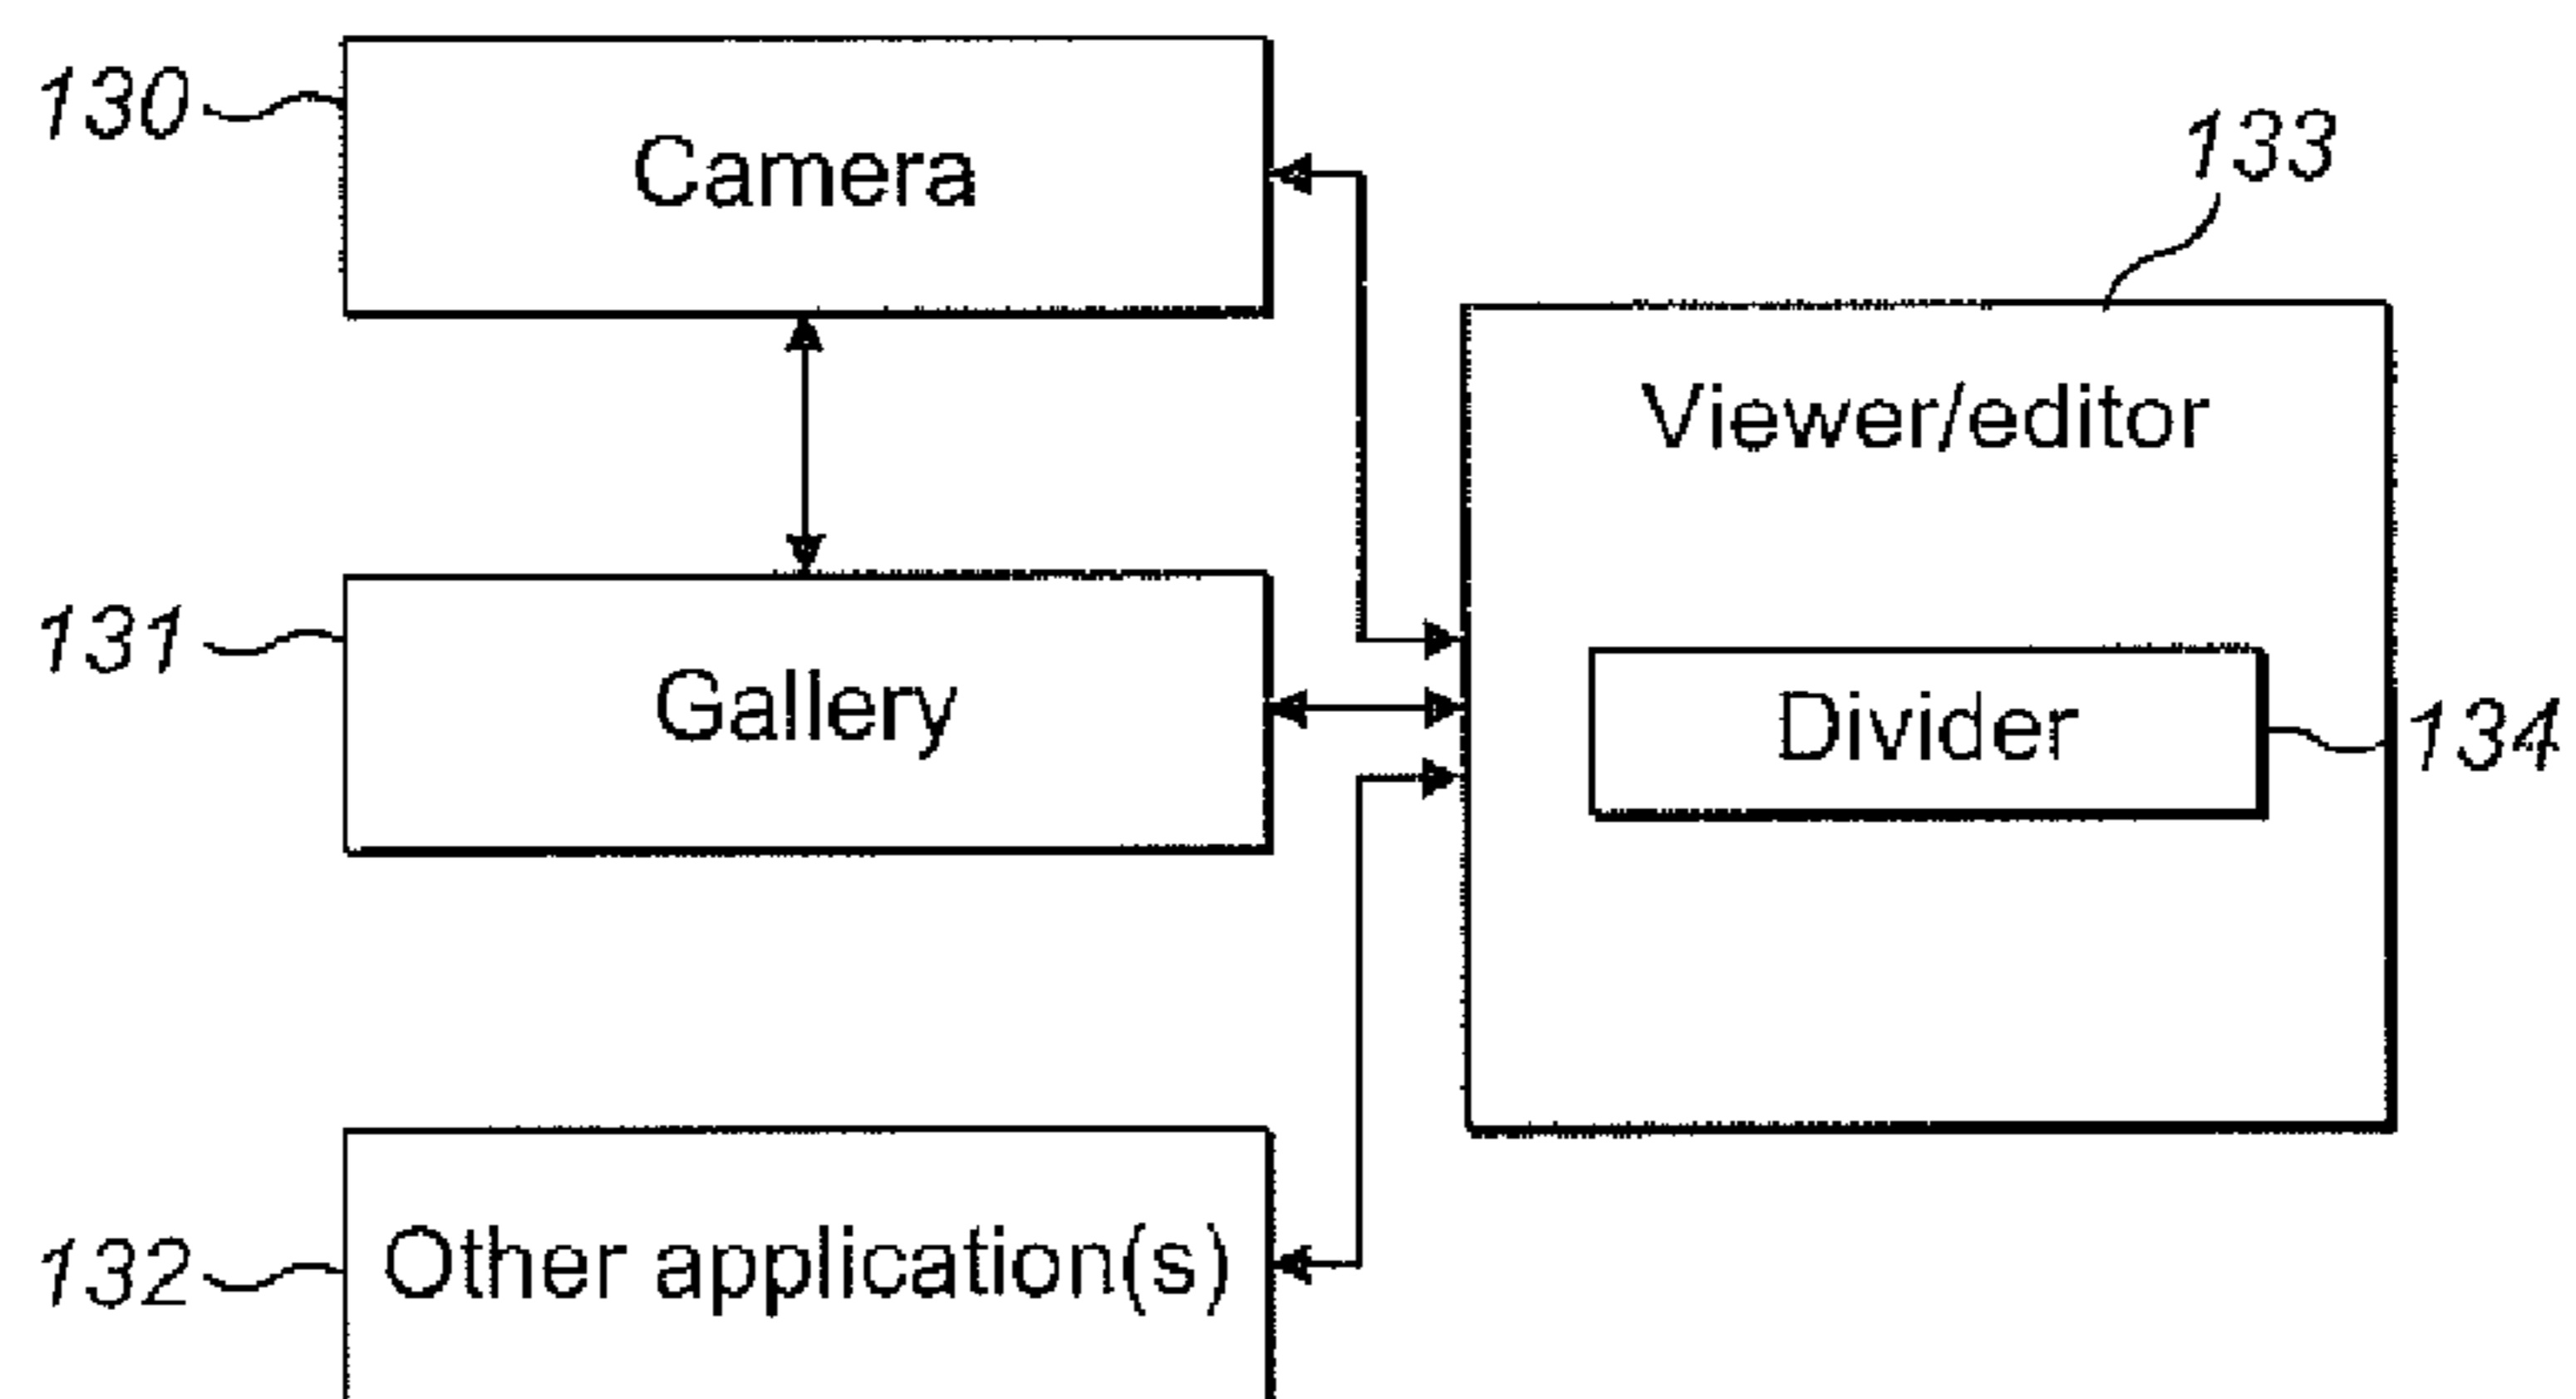 130
Camera
133
Viewer/editor
131
Gallery
Divider
134
132
Other application(s)